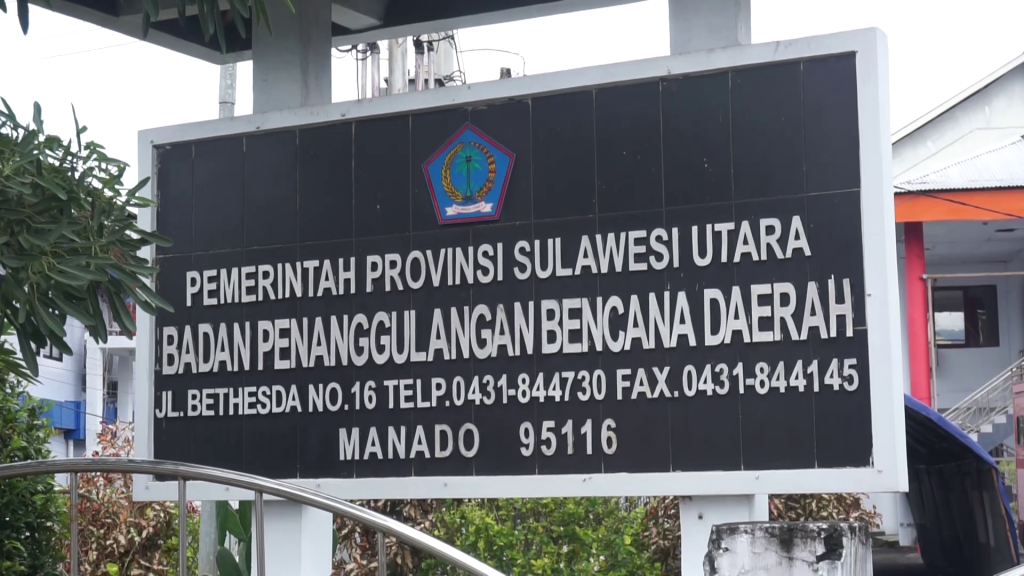 PEMERINTAH PROVINSI SULAWESI UTARA
BADAN PENANGGULANGAN BENCANA DAERAH
JL. BETHESDA NO.16 TELP.0431-844730 FAX.0431-844145
MANADO 95116